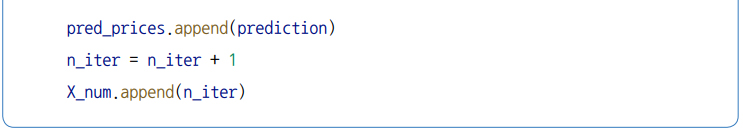 pred_prices.append(prediction)
n_iter = n_iter + 1
X_num.append(n_iter)